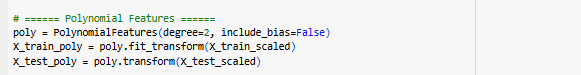 # ====== Polynomial Features ======
poly = PolynomialFeatures(degree=2, include_bias=False)
X_train_poly = poly.fit_transform(X_train_scaled)
X_test_poly = poly.transform(X_test_scaled)